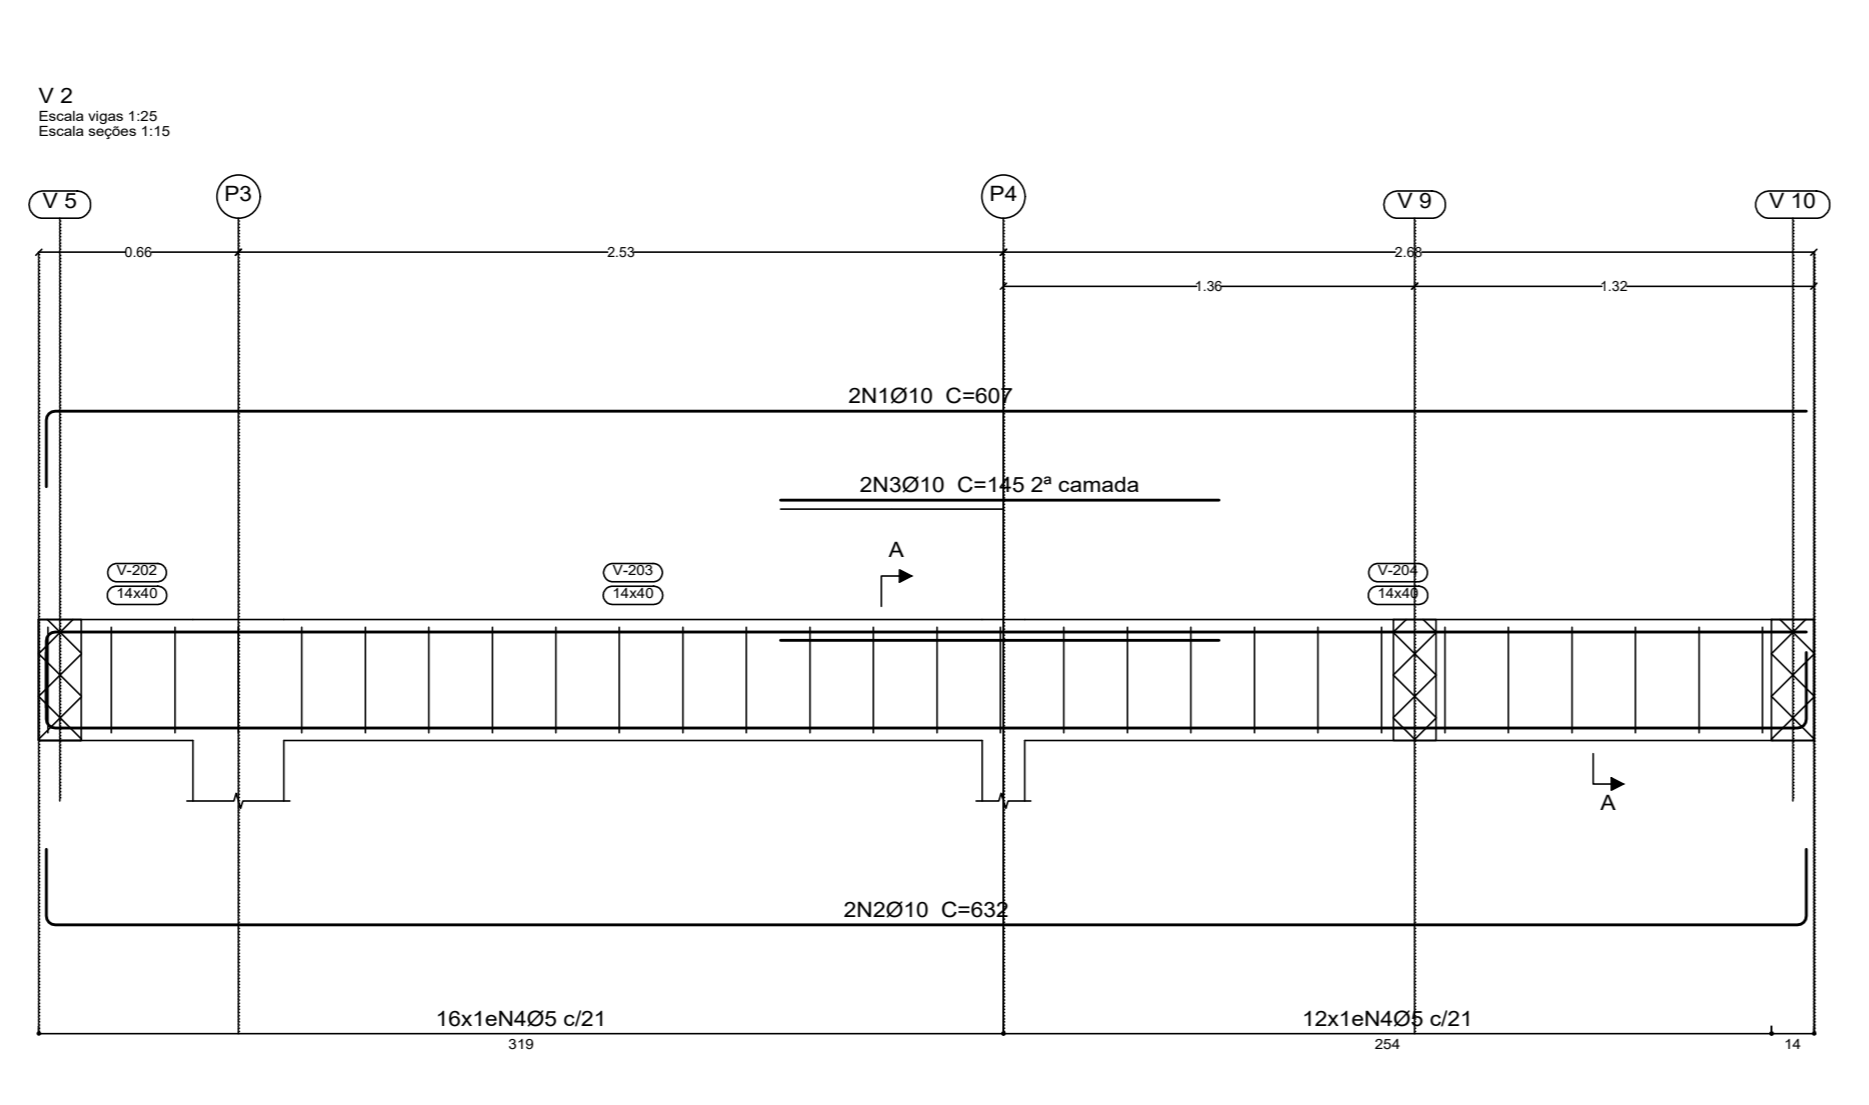 V 2
Escala vigas 1:25
Escala seções 1:15
V 5
P3
P4
V 9
V 10
0.66
2.53
2.68
1.36
1.32
2N1Ø10 C=607
2N3Ø10 C=145 2ª camada
A
V-202
14x40
V-203
14x40
V-204
14x40
A
2N2Ø10 C=632
16x1eN4Ø5 c/21
12x1eN4Ø5 c/21
319
254
14